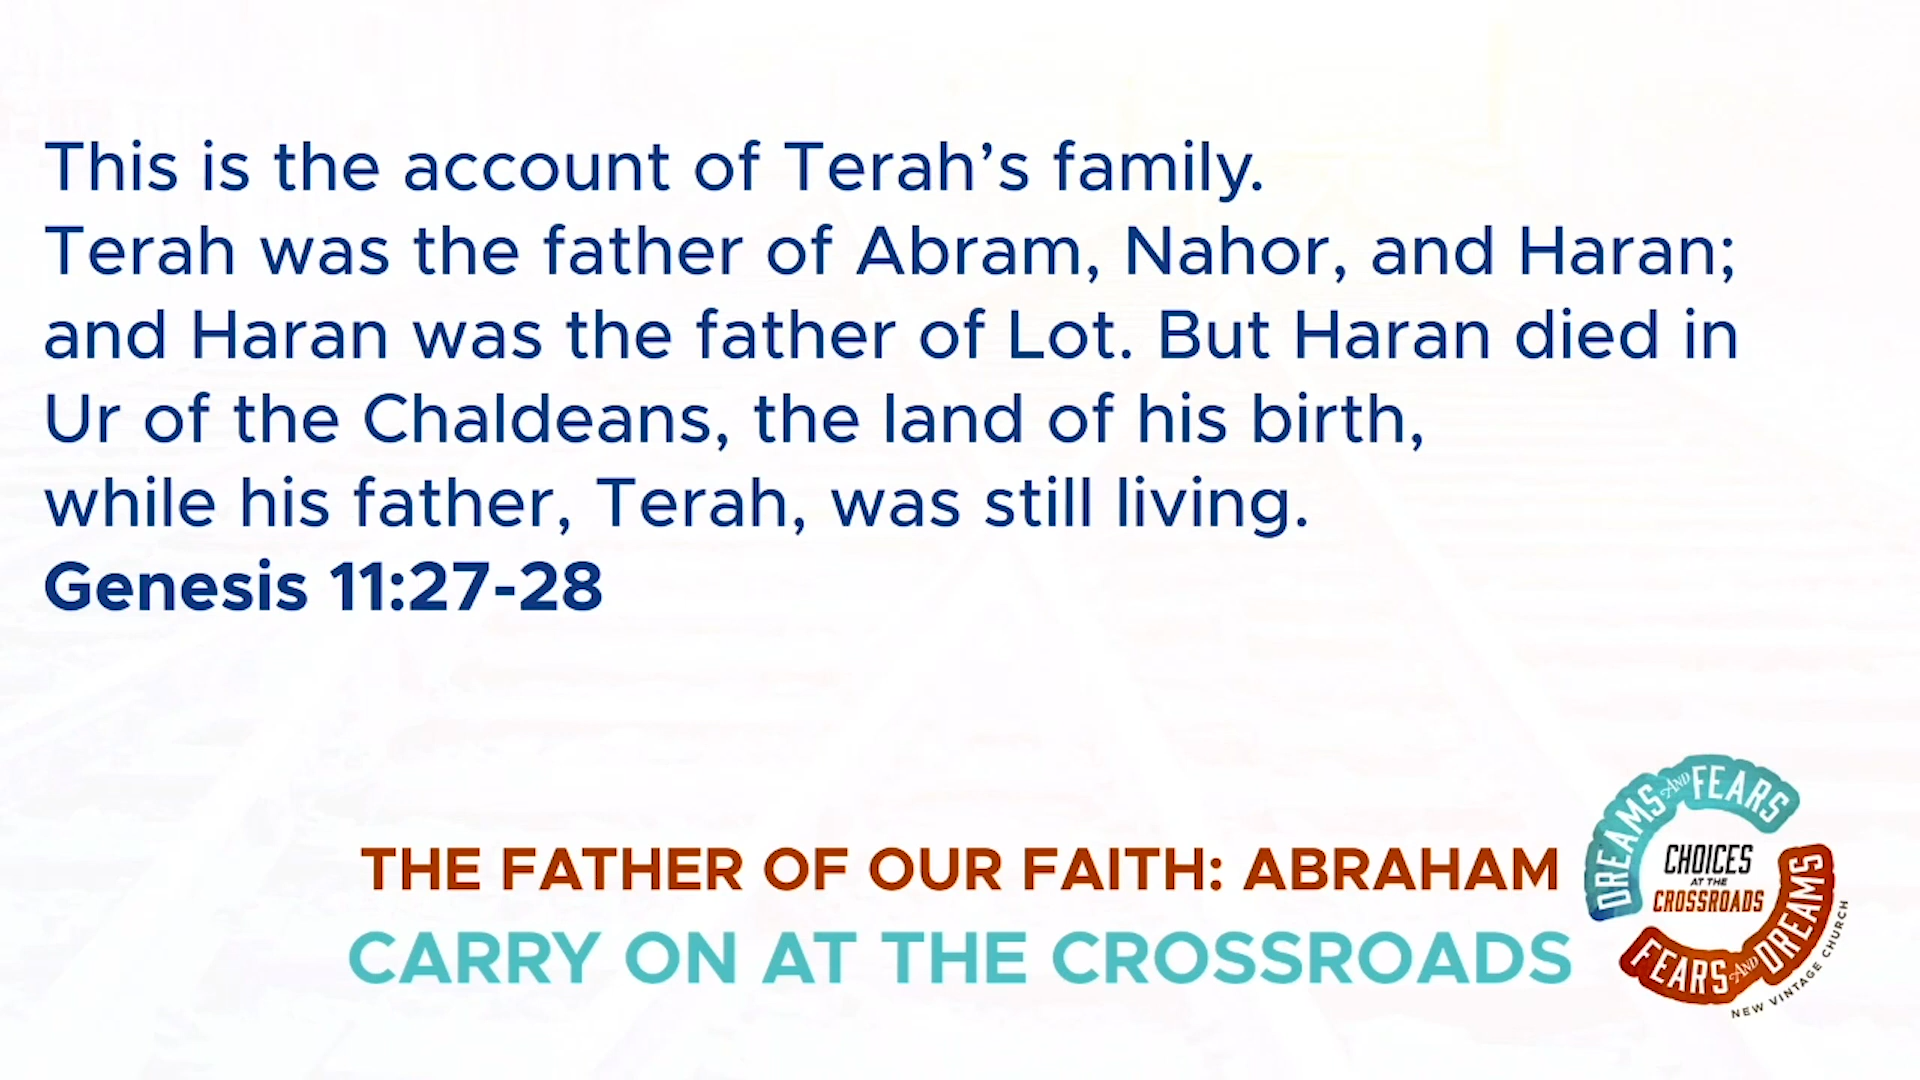 This is the account of Terah’s family.
Terah was the father of Abram, Nahor, and Haran;
and Haran was the father of Lot. But Haran died in
Ur of the Chaldeans, the land of his birth,
while his father, Terah, was still living.
Genesis 11:27-28
THE FATHER OF OUR FAITH: ABRAHAM
CARRY ON AT THE CROSSROADS
DREAMS AND FEARS
CHOICES
AT THE
CROSSROADS
FEARS AND DREAMS
NEW VINTAGE CHURCH